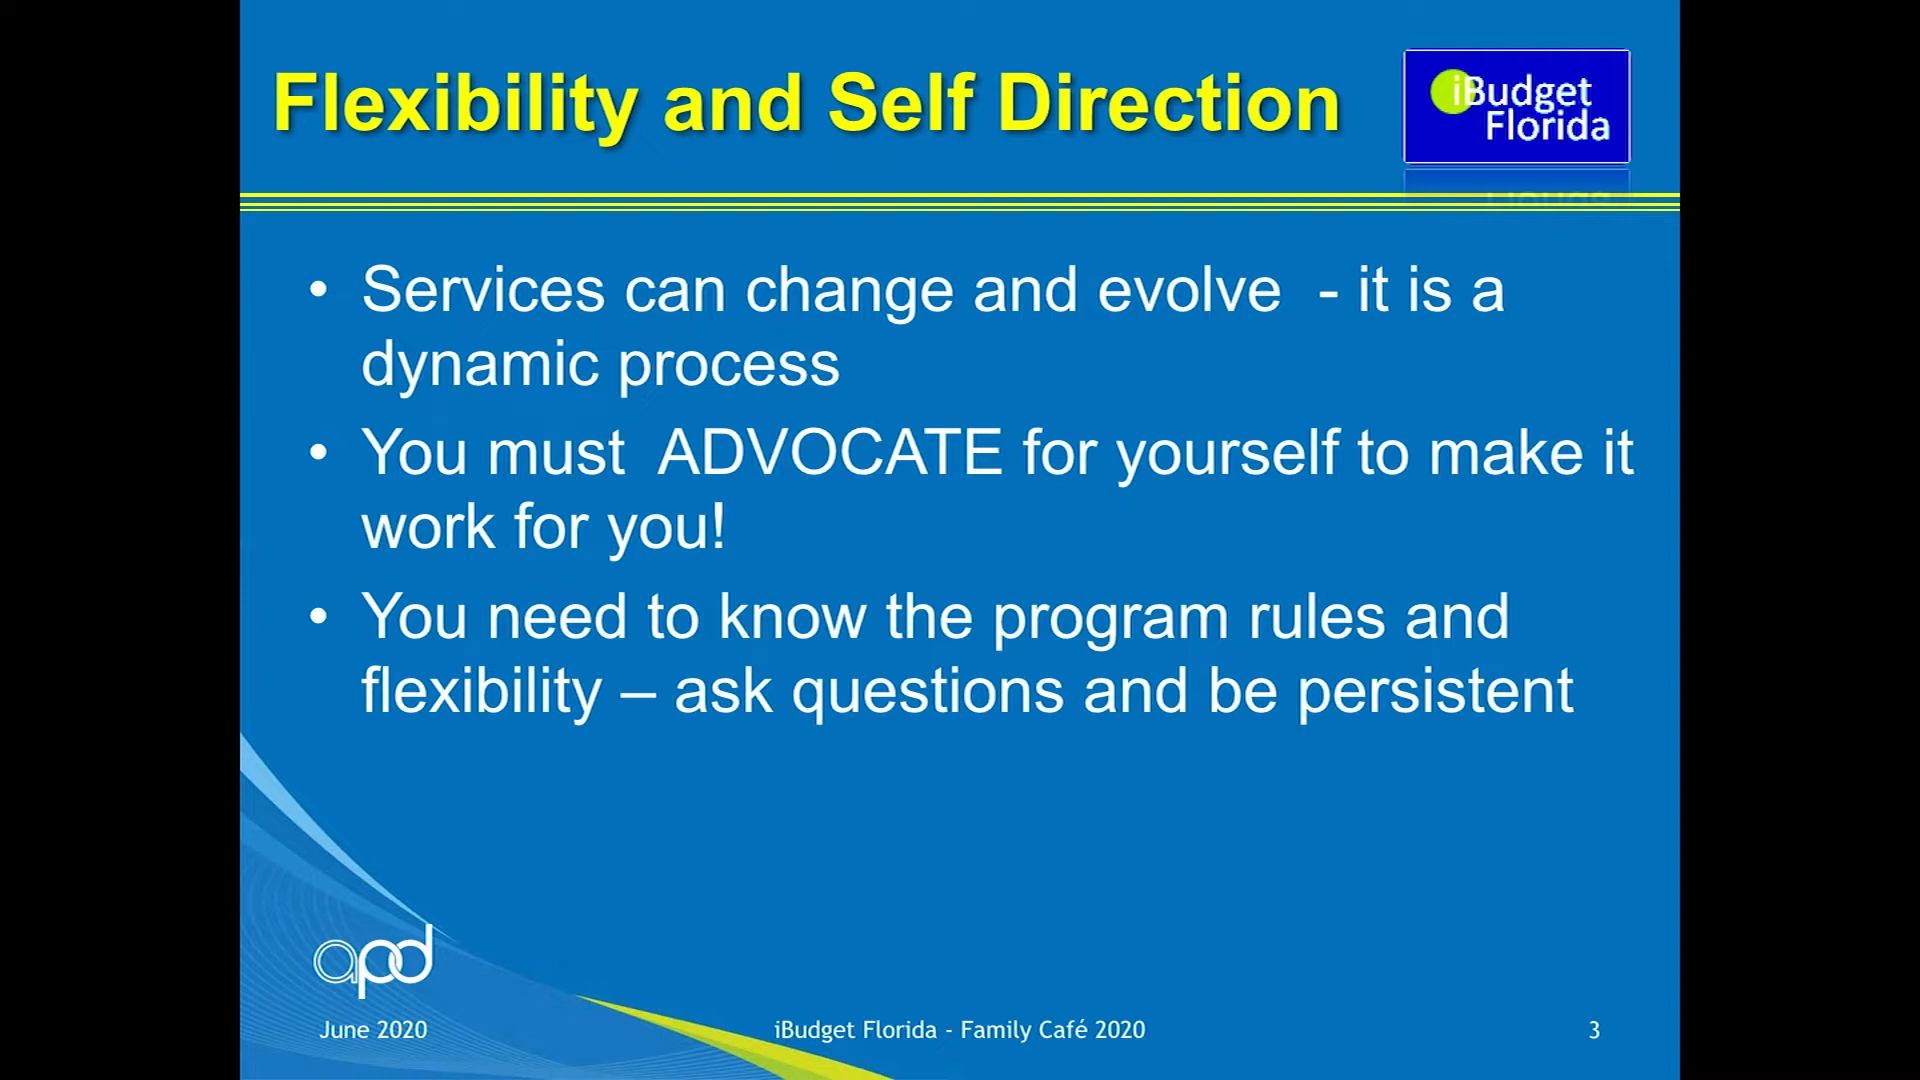 Flexibility and Self Direction
iBudget
Florida
• Services can change and evolve  - it is a
dynamic process
• You must  ADVOCATE for yourself to make it
work for you!
• You need to know the program rules and
flexibility – ask questions and be persistent
apd
June 2020
iBudget Florida - Family Café 2020
3